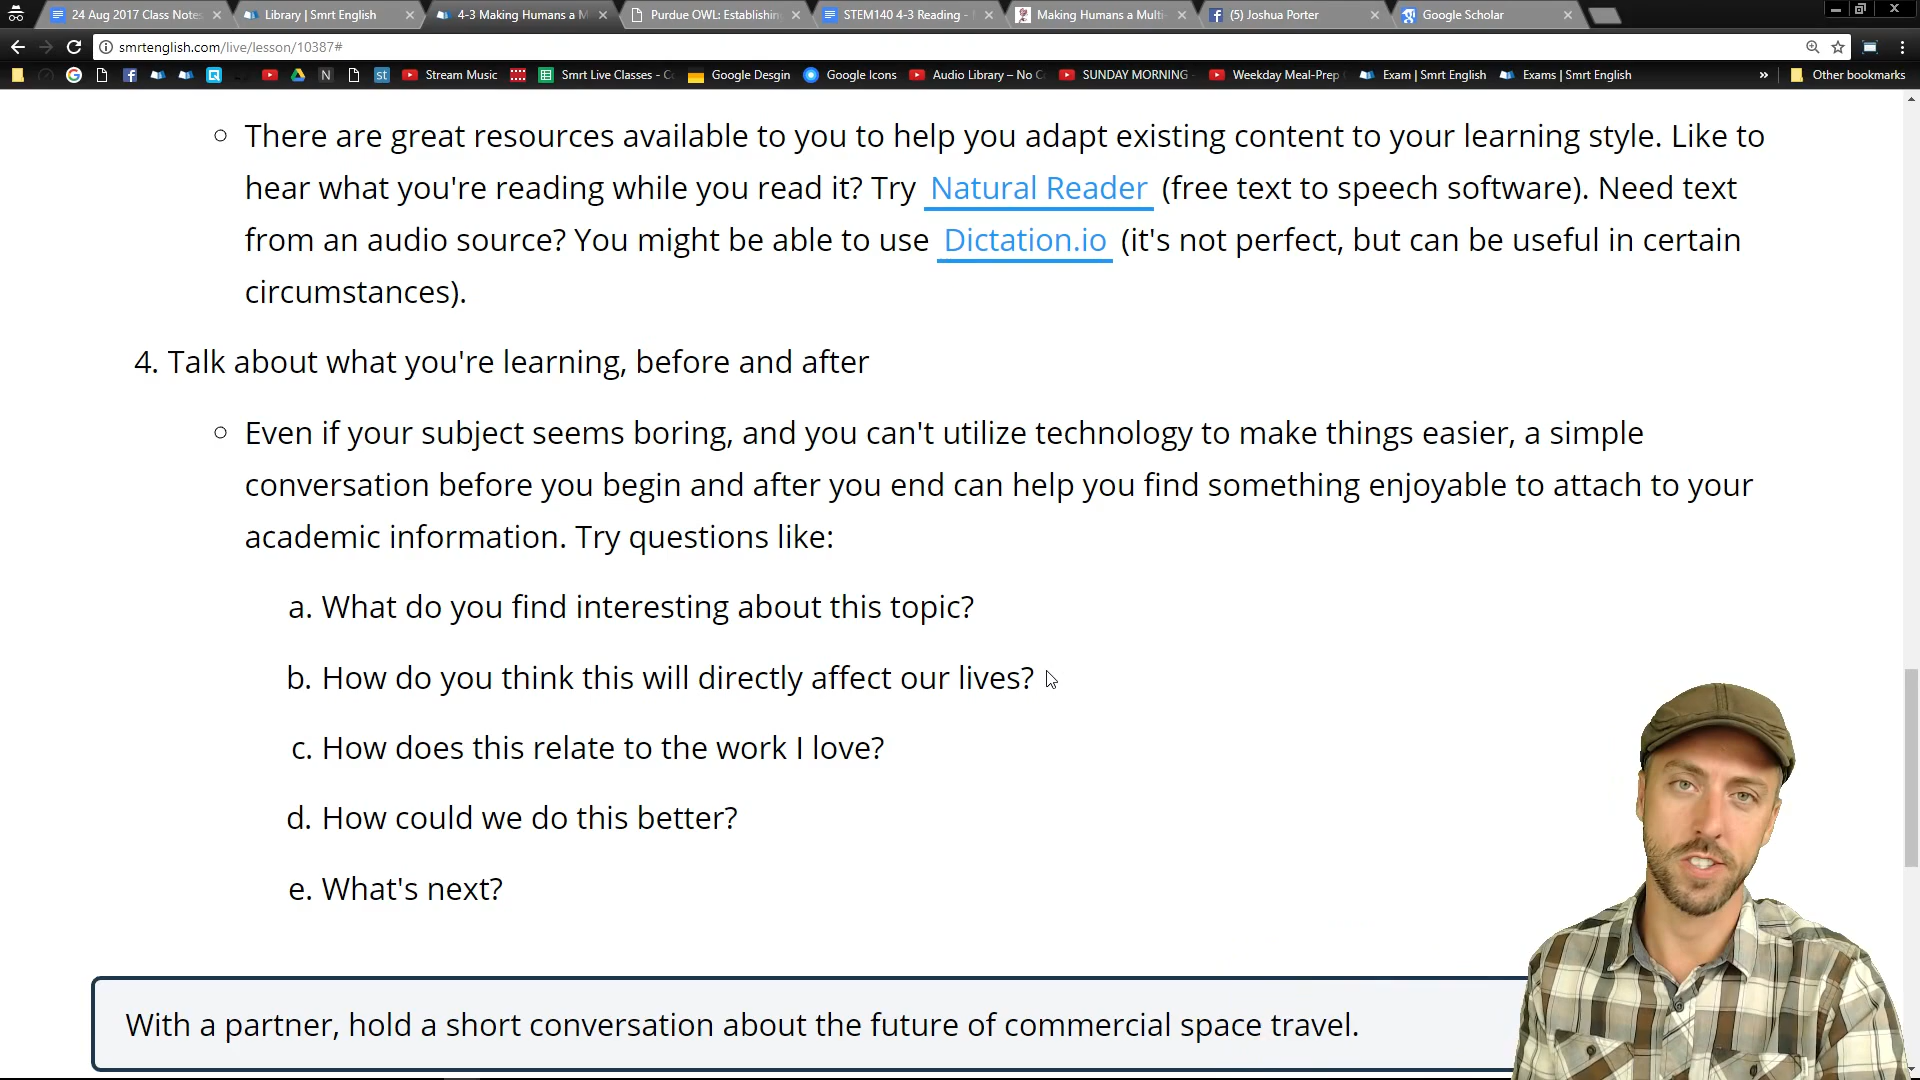 24 Aug 2017 Class Notes
Library | Smrt English
4-3 Making Humans a M
Purdue OWL: Establishin
STEM140 4-3 Reading -
Making Humans a Multi-
(5) Joshua Porter
Google Scholar
smrtenglish.com/live/lesson/10387#
Stream Music
Smrt Live Classes - Co
Google Desgin
Google Icons
Audio Library – No C
SUNDAY MORNING
Weekday Meal-Prep
Exam | Smrt English
Exams | Smrt English
»
Other bookmarks
There are great resources available to you to help you adapt existing content to your learning style. Like to
hear what you're reading while you read it? Try Natural Reader (free text to speech software). Need text
from an audio source? You might be able to use Dictation.io (it's not perfect, but can be useful in certain
circumstances).
4. Talk about what you're learning, before and after
Even if your subject seems boring, and you can't utilize technology to make things easier, a simple
conversation before you begin and after you end can help you find something enjoyable to attach to your
academic information. Try questions like:
a. What do you find interesting about this topic?
b. How do you think this will directly affect our lives?
c. How does this relate to the work I love?
d. How could we do this better?
e. What's next?
With a partner, hold a short conversation about the future of commercial space travel.